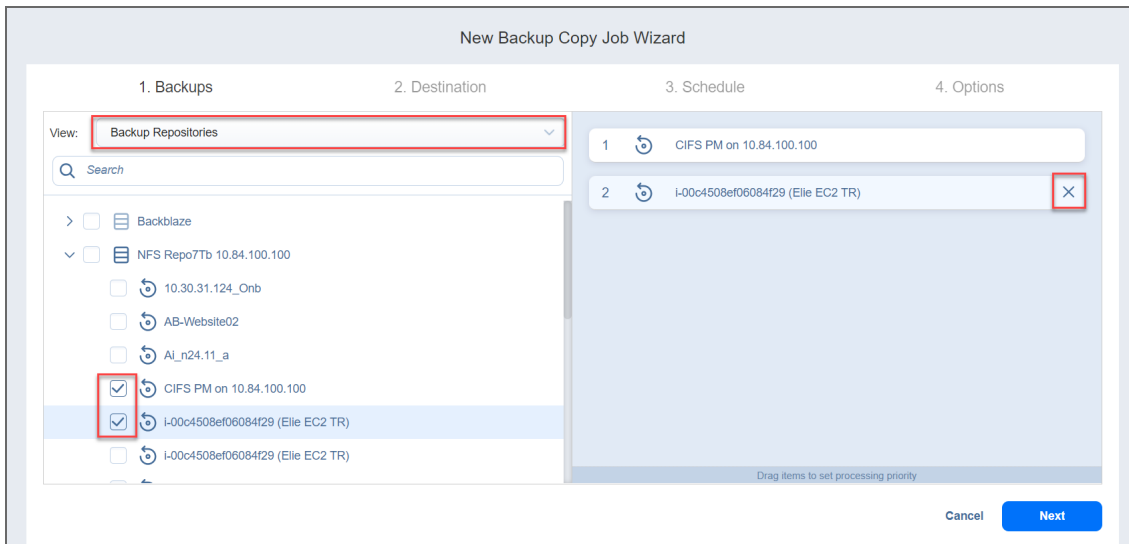 New Backup Copy Job Wizard
1. Backups
2. Destination
3. Schedule
4. Options
View: Backup Repositories
Search
Backblaze
NFS Repo7Tb 10.84.100.100
10.30.31.124_Onb
AB-Website02
Ai_n24.11_a
CIFS PM on 10.84.100.100
i-00c4508ef06084f29 (Elie EC2 TR)
i-00c4508ef06084f29 (Elie EC2 TR)
1 CIFS PM on 10.84.100.100
2 i-00c4508ef06084f29 (Elie EC2 TR)
Drag items to set processing priority
Cancel
Next